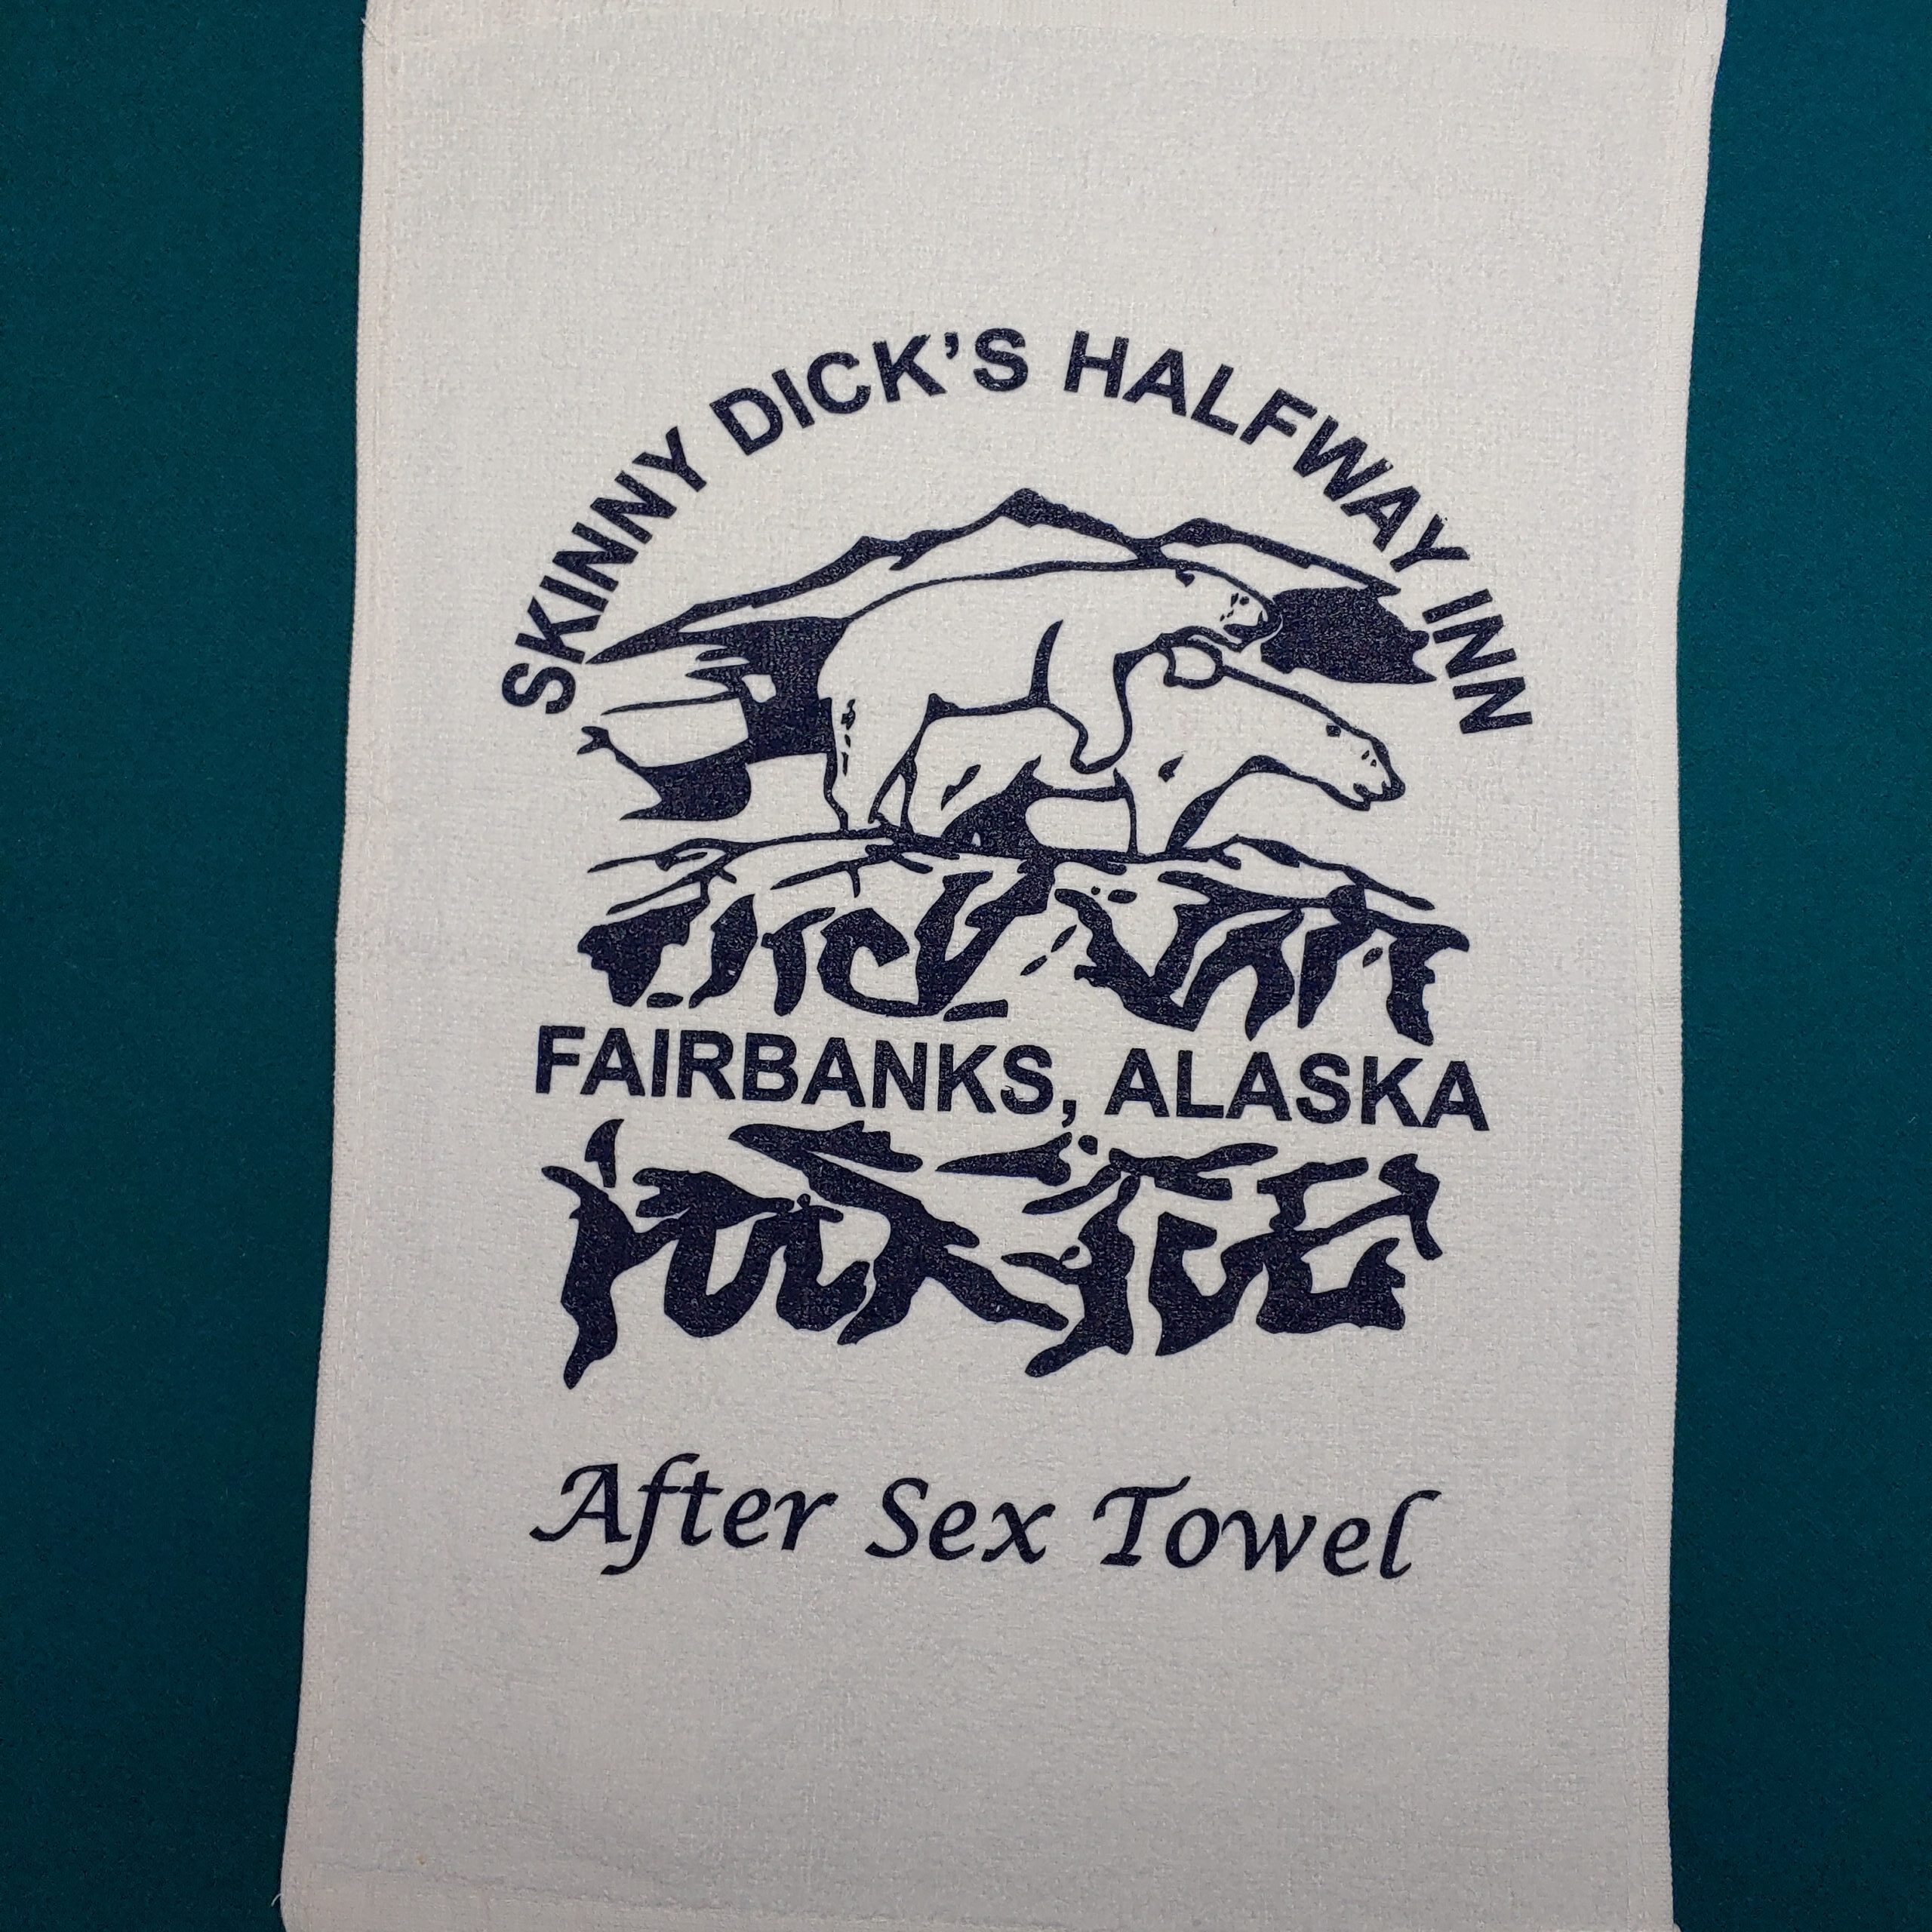 SKINNY DICK'S HALFWAY INN
FAIRBANKS, ALASKA
After Sex Towel